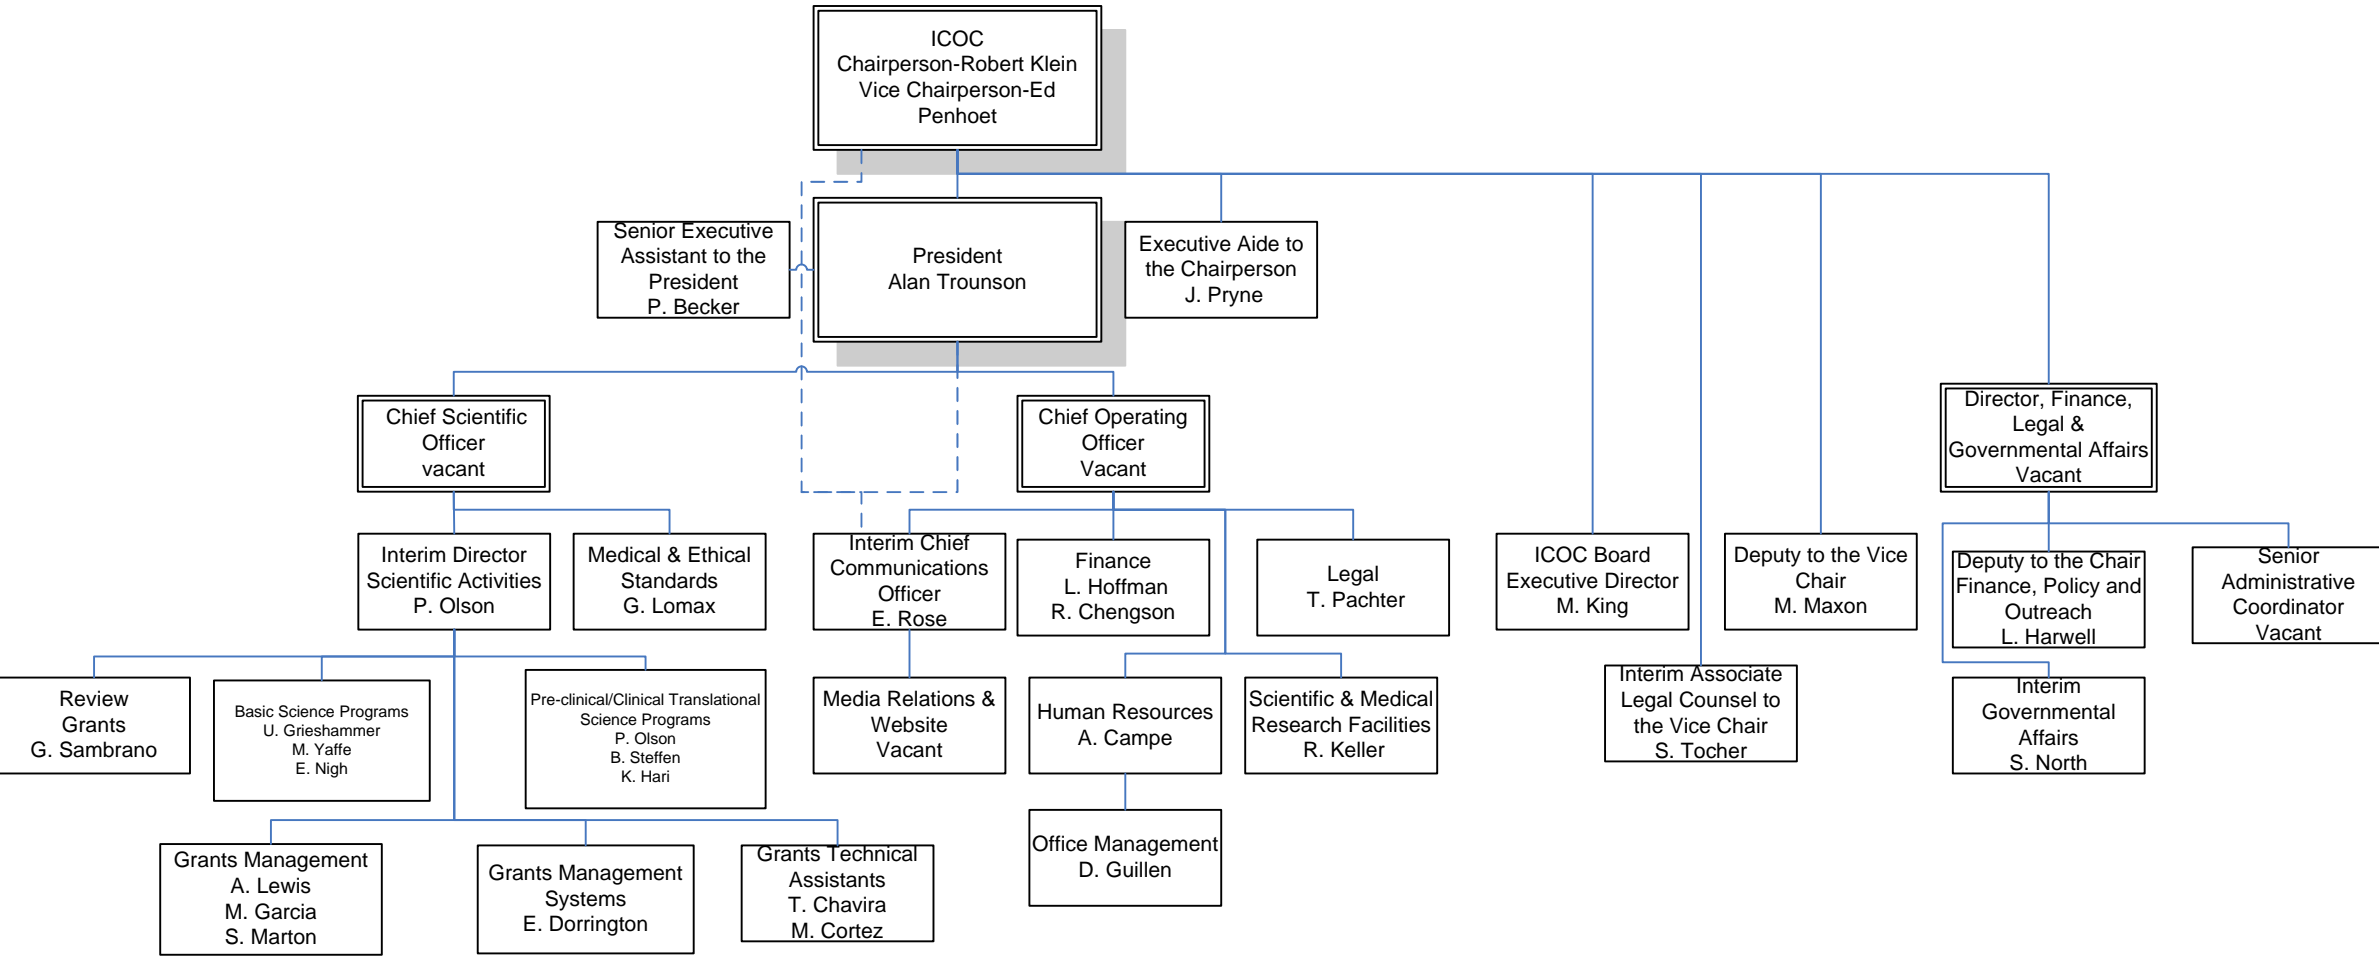 ICOC
Chairperson-Robert Klein
Vice Chairperson-Ed
Penhoet
Senior Executive
Assistant to the
President
P. Becker
President
Alan Trounson
Executive Aide to
the Chairperson
J. Pryne
Chief Scientific
Officer
vacant
Chief Operating
Officer
Vacant
Director, Finance,
Legal &
Governmental Affairs
Vacant
Interim Director
Scientific Activities
P. Olson
Medical & Ethical
Standards
G. Lomax
Interim Chief
Communications
Officer
E. Rose
Finance
L. Hoffman
R. Chengson
Legal
T. Pachter
ICOC Board
Executive Director
M. King
Deputy to the Vice
Chair
M. Maxon
Deputy to the Chair
Finance, Policy and
Outreach
L. Harwell
Senior
Administrative
Coordinator
Vacant
Review
Grants
G. Sambrano
Basic Science Programs
U. Grieshammer
M. Yaffe
E. Nigh
Pre-clinical/Clinical Translational
Science Programs
P. Olson
B. Steffen
K. Hari
Media Relations &
Website
Vacant
Human Resources
A. Campe
Scientific & Medical
Research Facilities
R. Keller
Interim Associate
Legal Counsel to
the Vice Chair
S. Tocher
Interim
Governmental
Affairs
S. North
Grants Management
A. Lewis
M. Garcia
S. Marton
Grants Management
Systems
E. Dorrington
Grants Technical
Assistants
T. Chavira
M. Cortez
Office Management
D. Guillen